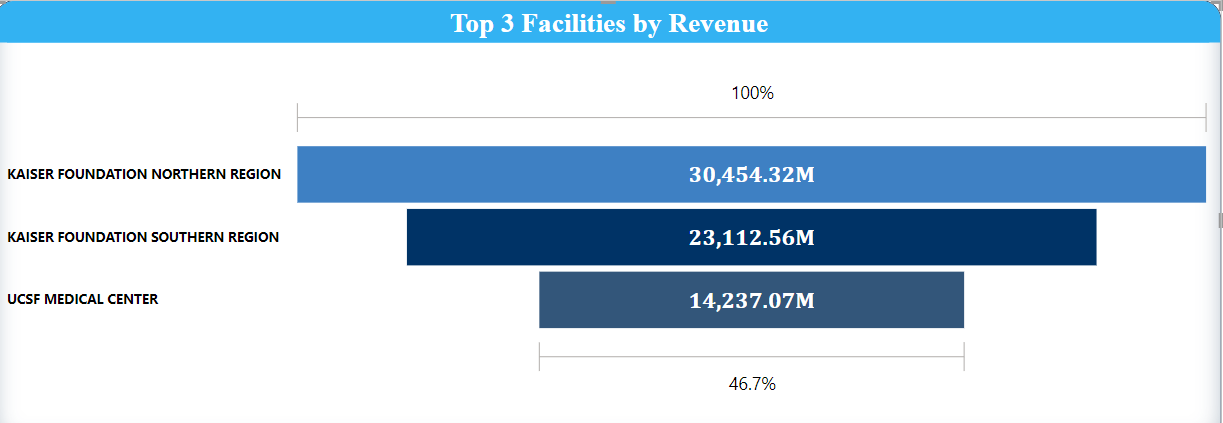 Top 3 Facilities by Revenue
100%
KAISER FOUNDATION NORTHERN REGION 30,454.32M
KAISER FOUNDATION SOUTHERN REGION 23,112.56M
UCSF MEDICAL CENTER 14,237.07M
46.7%